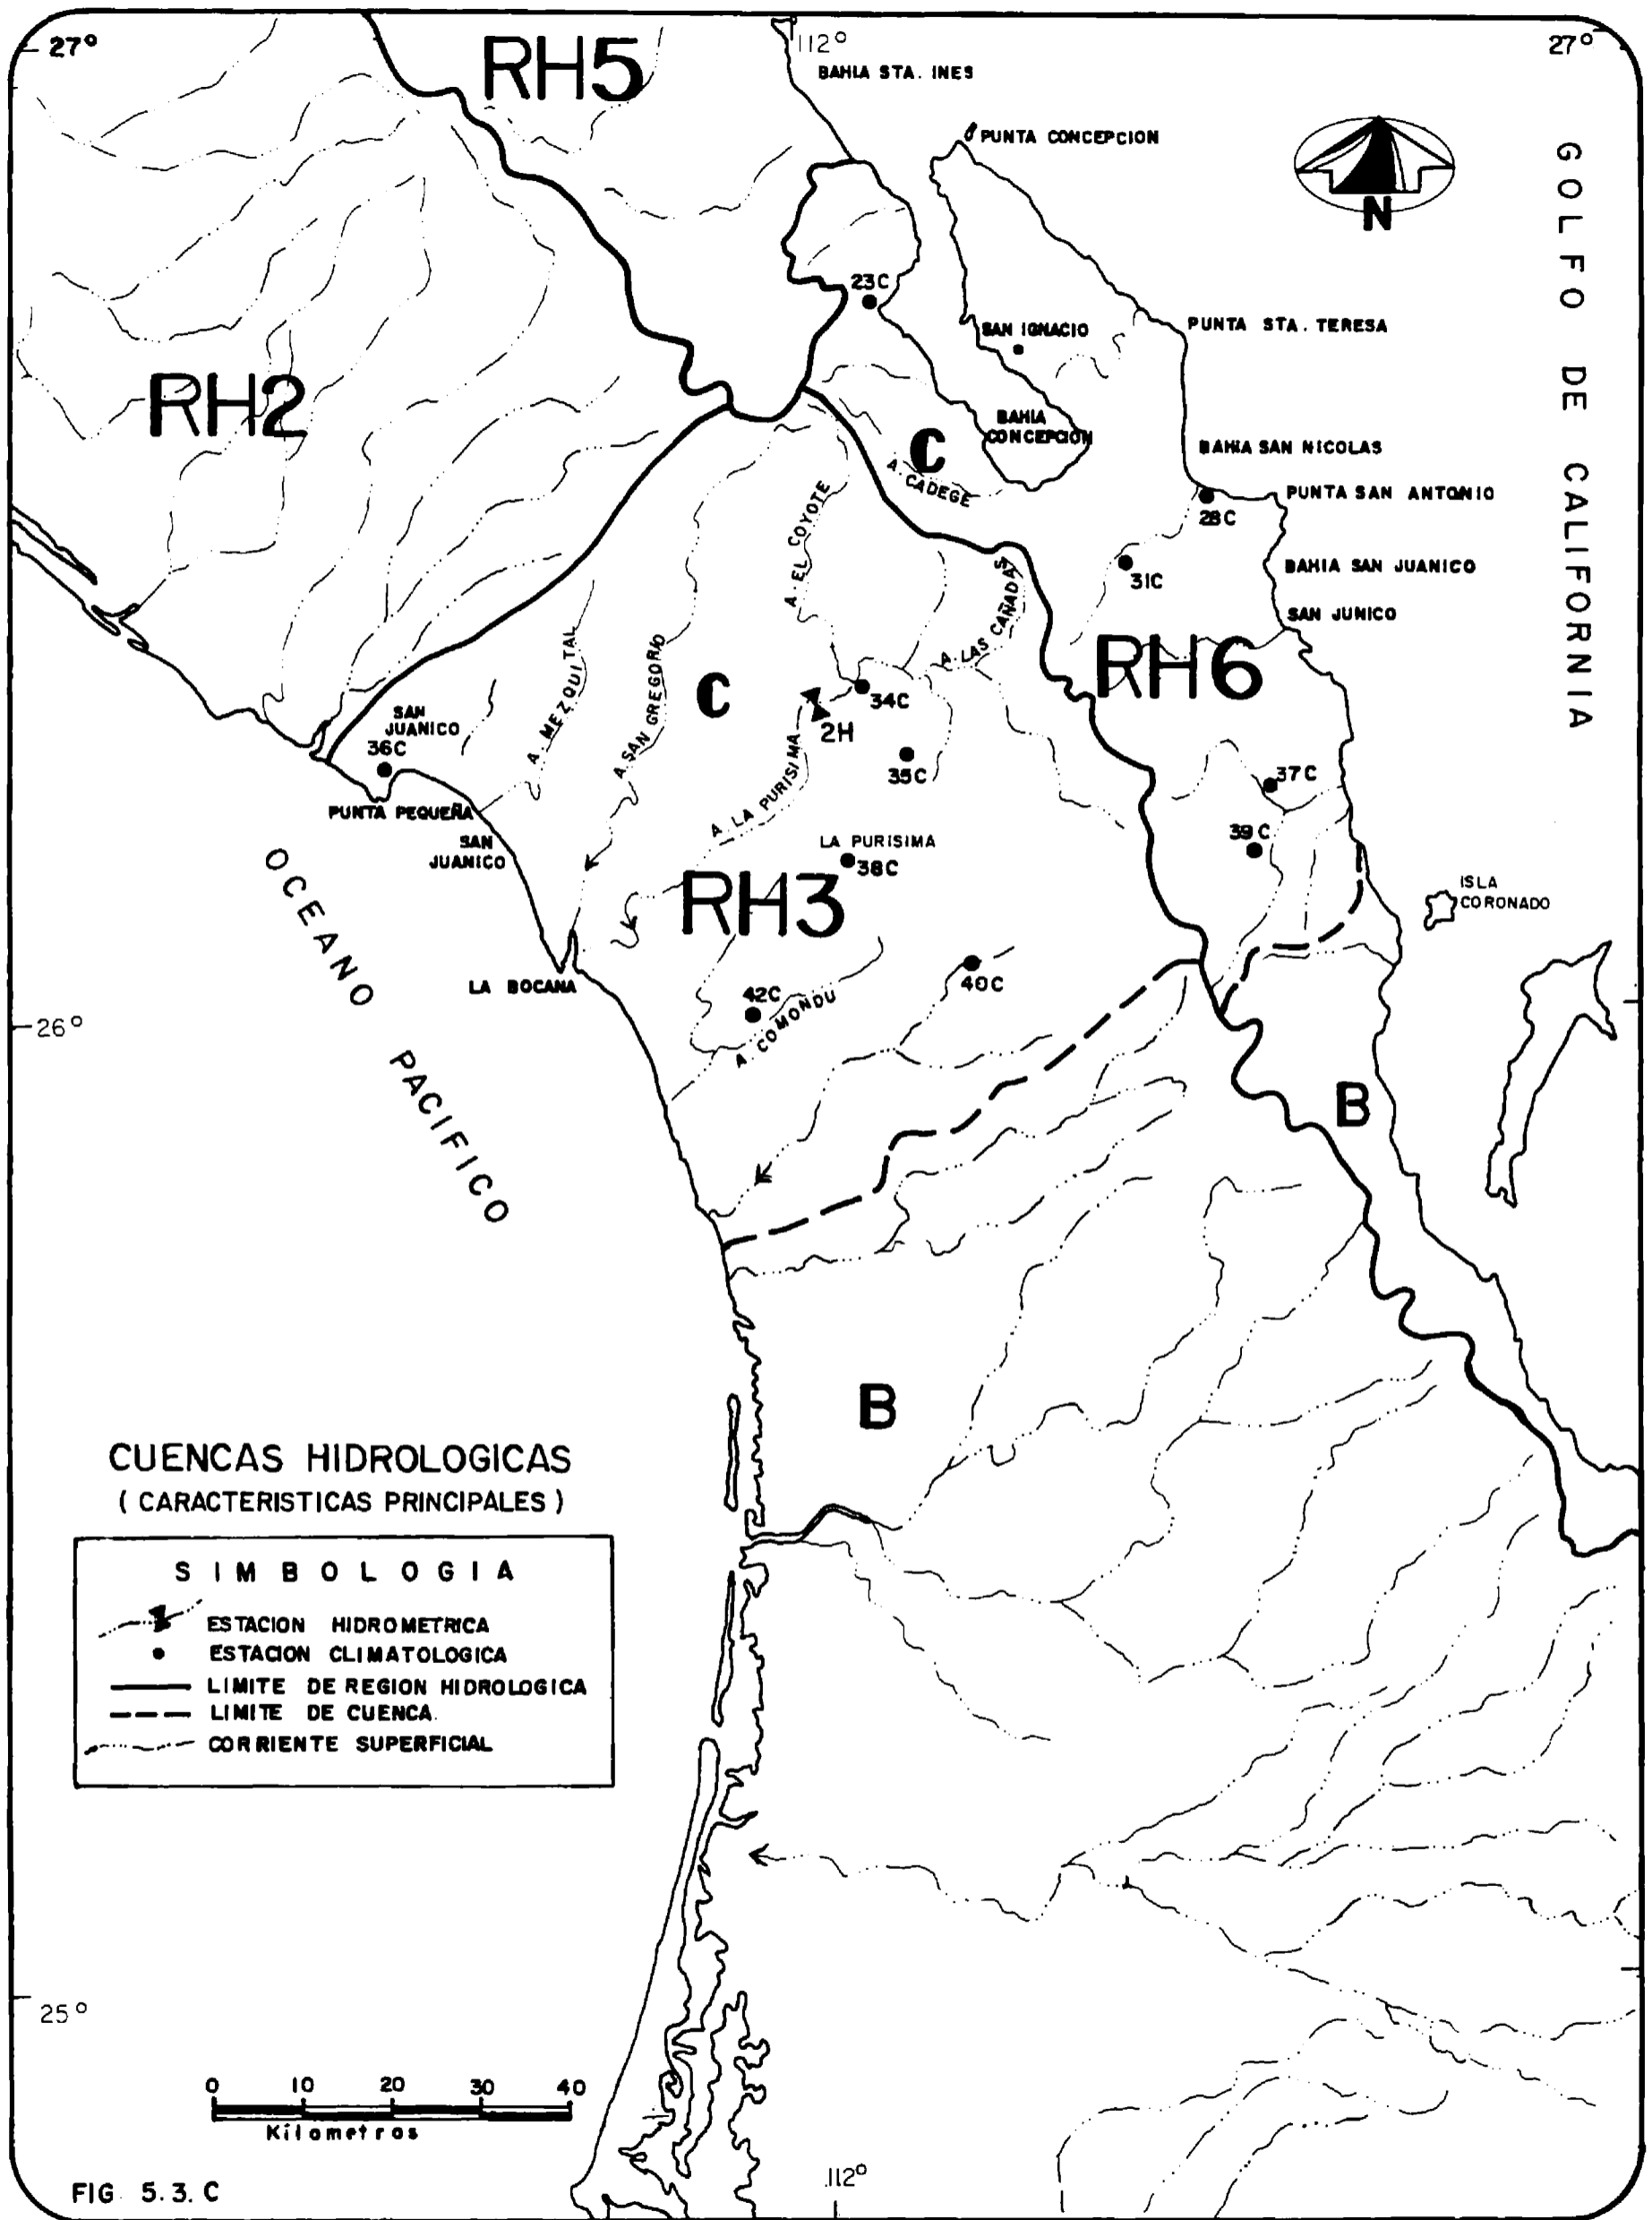 27°
RH5
112°
27°
BAHIA STA. INES
PUNTA CONCEPCION
N
GOLFO DE CALIFORNIA
23C
SAN IGNACIO
PUNTA STA. TERESA
RH2
BAHIA
CONCEPCION
C
A. CADEGE
BAHIA SAN NICOLAS
PUNTA SAN ANTONIO
28C
A. EL COYOTE
31C
BAHIA SAN JUANICO
SAN JUNICO
A. LAS CAÑADAS
RH6
A. MEZQUITAL
A. SAN GREGORIO
C
34C
2H
35C
SAN
JUANICO
36C
PUNTA PEQUEÑA
SAN
JUANICO
A. LA PURISIMA
37C
39C
LA PURISIMA
38C
RH3
ISLA
CORONADO
OCEANO PACIFICO
LA BOCANA
40C
42C
A. COMONDU
26°
B
B
CUENCAS HIDROLOGICAS
( CARACTERISTICAS PRINCIPALES )
SIMBOLOGIA
ESTACION HIDROMETRICA
ESTACION CLIMATOLOGICA
LIMITE DE REGION HIDROLOGICA
LIMITE DE CUENCA.
CORRIENTE SUPERFICIAL
25°
0 10 20 30 40
Kilometros
112°
FIG 5.3.C